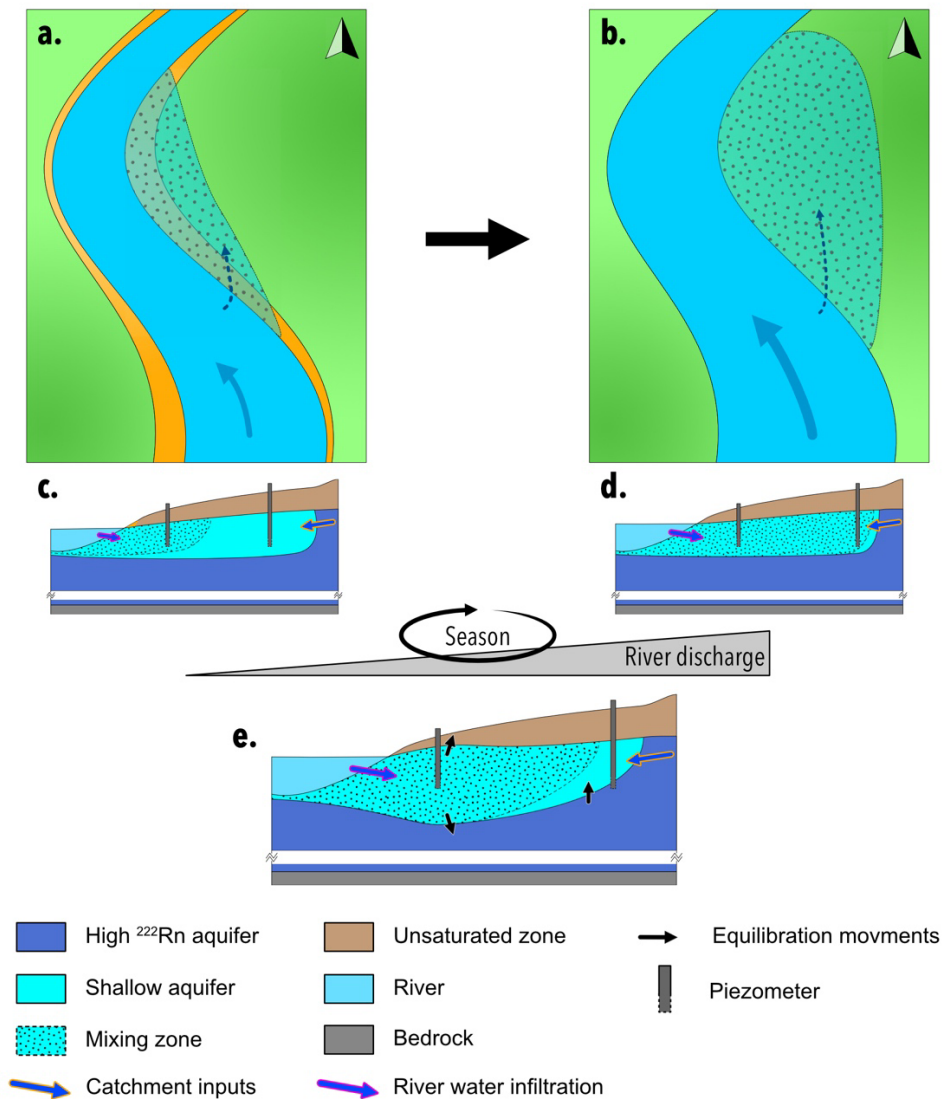 a.
b.
c.
d.
Season
River discharge
e.
High ²²²Rn aquifer
Unsaturated zone
Equilibration movments
Shallow aquifer
River
Piezometer
Mixing zone
Bedrock
Catchment inputs
River water infiltration